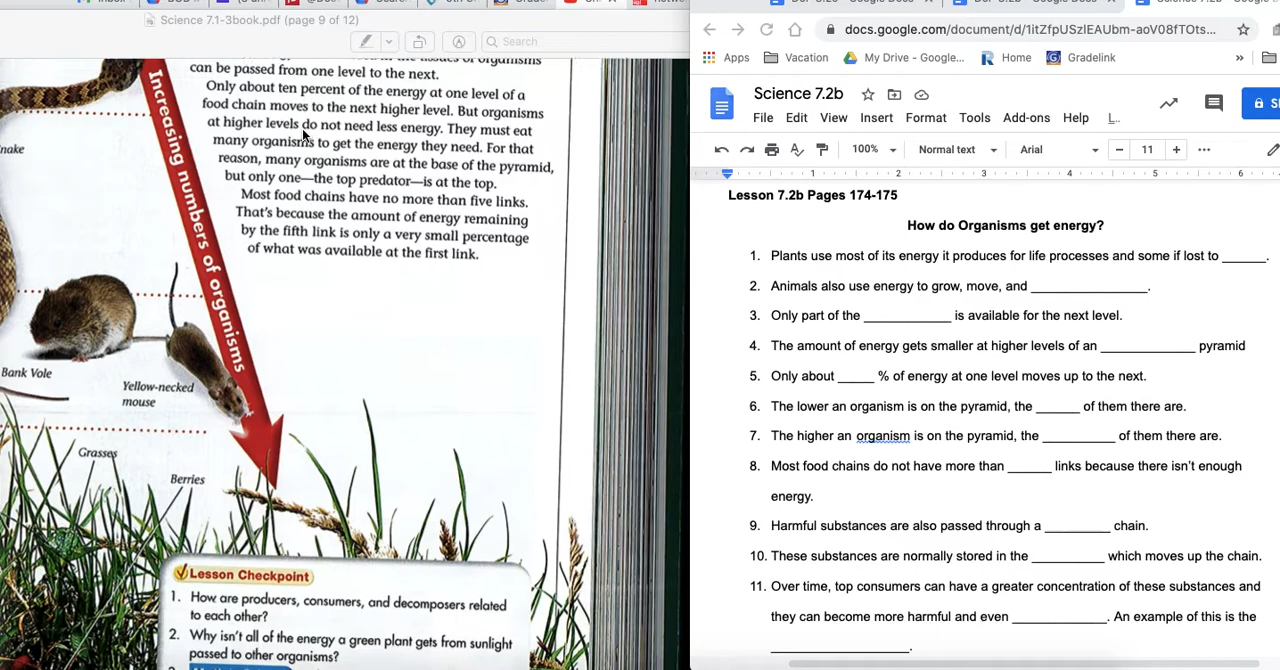 Science 7.1-3book.pdf (page 9 of 12)
Search
can be passed from one level to the next.
Only about ten percent of the energy at one level of a
food chain moves to the next higher level. But organisms
at higher levels do not need less energy. They must eat
many organisms to get the energy they need. For that
reason, many organisms are at the base of the pyramid,
but only one—the top predator—is at the top.
Most food chains have no more than five links.
That's because the amount of energy remaining
by the fifth link is only a very small percentage
of what was available at the first link.
Increasing numbers of organisms
Bank Vole
Yellow-necked
mouse
Grasses
Berries
Lesson Checkpoint
1. How are producers, consumers, and decomposers related
to each other?
2. Why isn't all of the energy a green plant gets from sunlight
passed to other organisms?
docs.google.com/document/d/1itZfpUSzlEAUbm-aoV08fTOts...
Apps Vacation My Drive - Google... Home Gradelink »
Science 7.2b
File Edit View Insert Format Tools Add-ons Help L...
100% Normal text Arial − 11 + ...
1 2 3 4 5 6
Lesson 7.2b Pages 174-175
How do Organisms get energy?
1. Plants use most of its energy it produces for life processes and some if lost to ______.
2. Animals also use energy to grow, move, and ________________.
3. Only part of the ____________ is available for the next level.
4. The amount of energy gets smaller at higher levels of an _____________ pyramid
5. Only about _____ % of energy at one level moves up to the next.
6. The lower an organism is on the pyramid, the ______ of them there are.
7. The higher an organism is on the pyramid, the __________ of them there are.
8. Most food chains do not have more than ______ links because there isn't enough
energy.
9. Harmful substances are also passed through a _________ chain.
10. These substances are normally stored in the __________ which moves up the chain.
11. Over time, top consumers can have a greater concentration of these substances and
they can become more harmful and even _____________. An example of this is the
___________________.